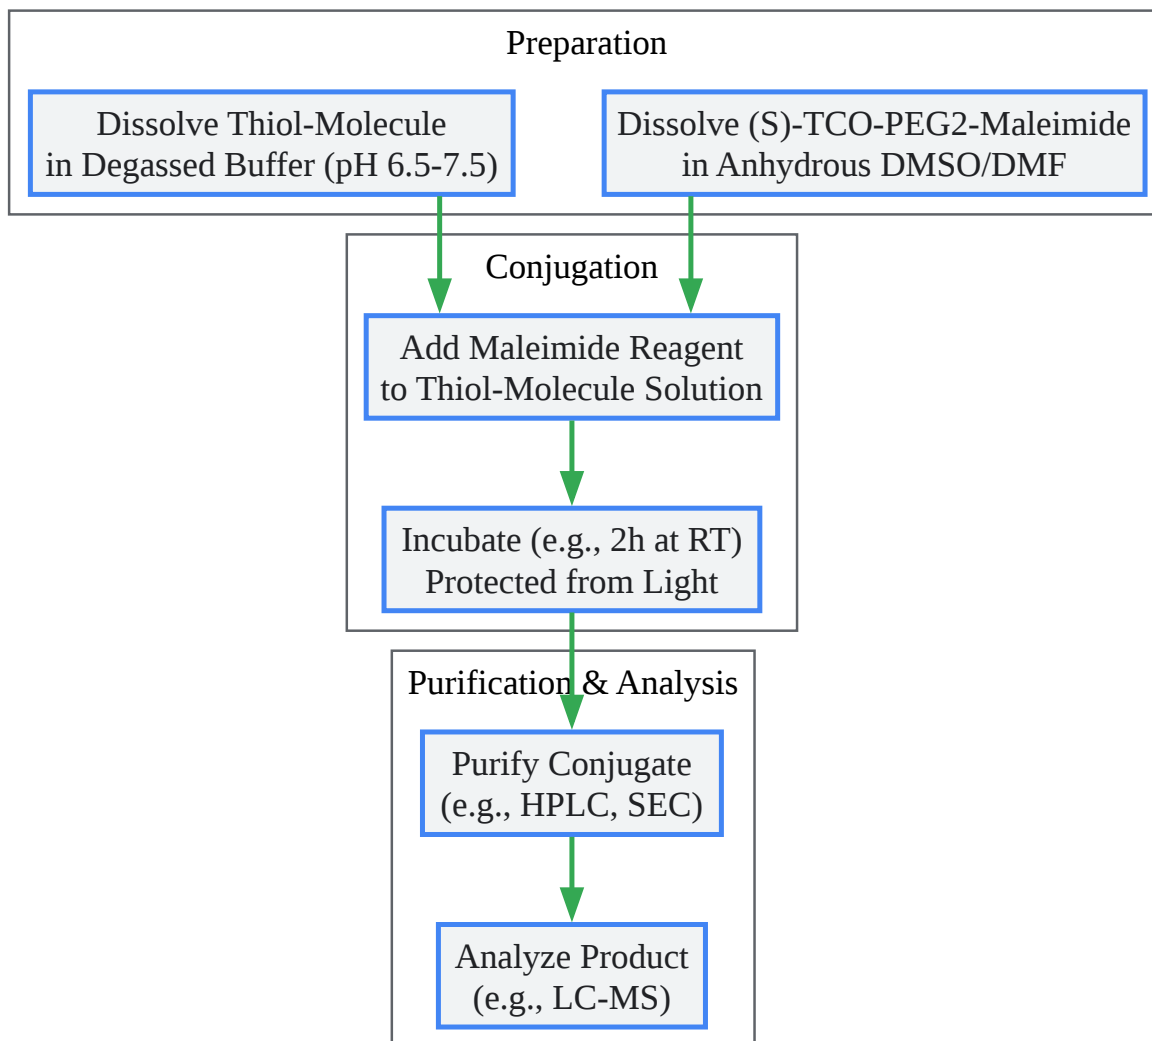 Preparation
Dissolve Thiol-Molecule
in Degassed Buffer (pH 6.5-7.5)
Dissolve (S)-TCO-PEG2-Maleimide
in Anhydrous DMSO/DMF
Conjugation
Add Maleimide Reagent
to Thiol-Molecule Solution
Incubate (e.g., 2h at RT)
Protected from Light
Purification & Analysis
Purify Conjugate
(e.g., HPLC, SEC)
Analyze Product
(e.g., LC-MS)